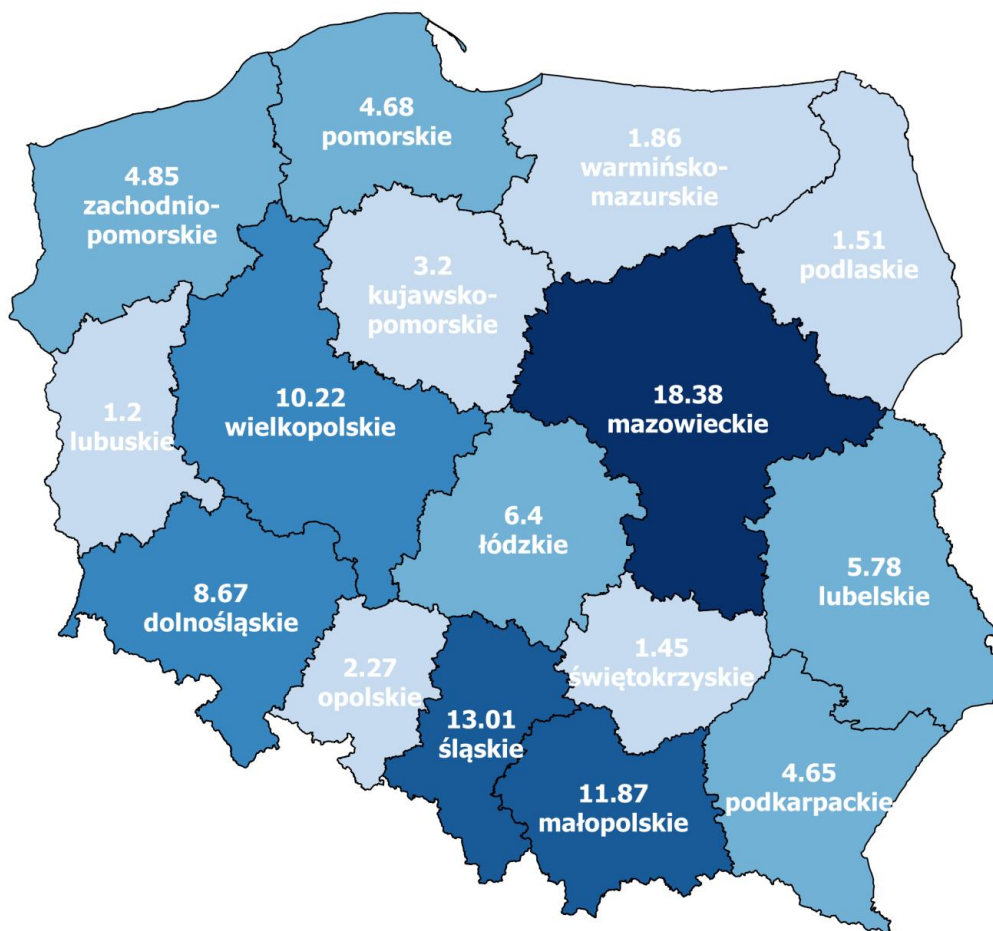 4.68
pomorskie
1.86
warmińsko-
mazurskie
4.85
zachodnio-
pomorskie
1.51
podlaskie
3.2
kujawsko-
pomorskie
18.38
mazowieckie
10.22
wielkopolskie
1.2
lubuskie
6.4
łódzkie
5.78
lubelskie
8.67
dolnośląskie
1.45
świętokrzyskie
2.27
opolskie
13.01
śląskie
4.65
podkarpackie
11.87
małopolskie